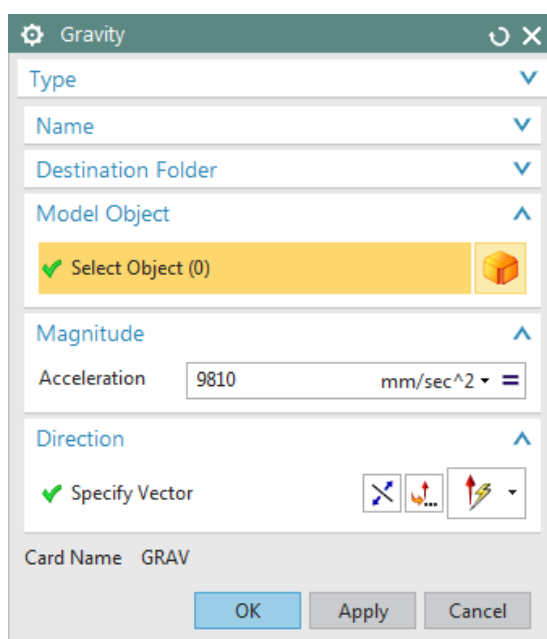 Gravity
Type
Name
Destination Folder
Model Object
Select Object (0)
Magnitude
Acceleration 9810 mm/sec^2
Direction
Specify Vector
Card Name GRAV
OK Apply Cancel